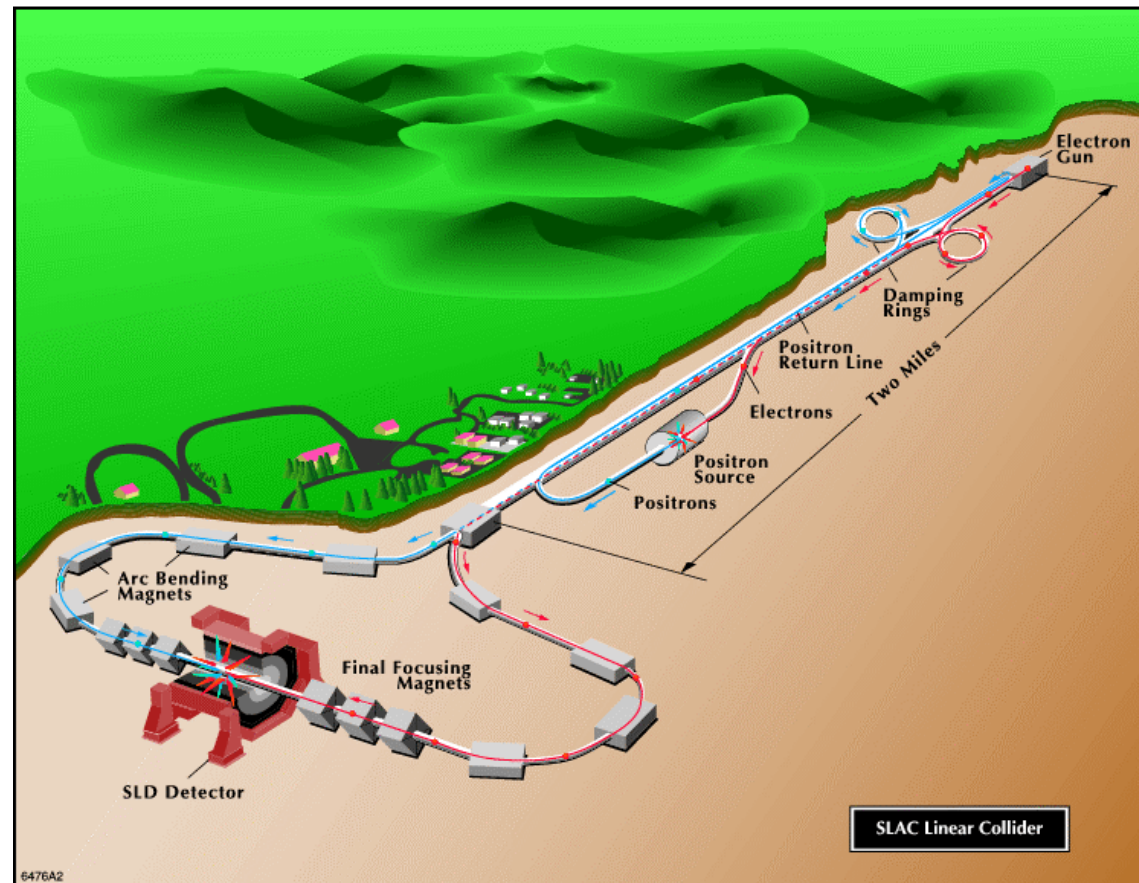 Electron
Gun
Damping
Rings
Positron
Return Line
Two Miles
Electrons
Positron
Source
Positrons
Arc Bending
Magnets
Final Focusing
Magnets
SLD Detector
SLAC Linear Collider
6476A2